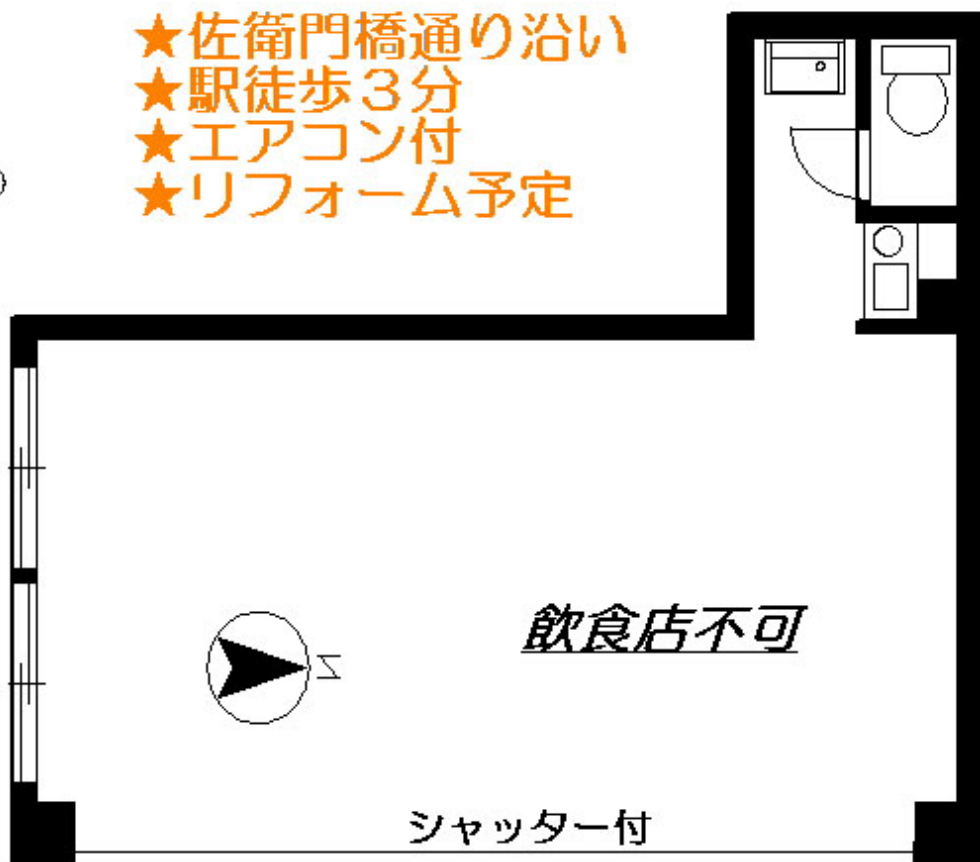 ★佐衛門橋通り沿い
★駅徒歩３分
★エアコン付
★リフォーム予定
飲食店不可
N
シャッター付